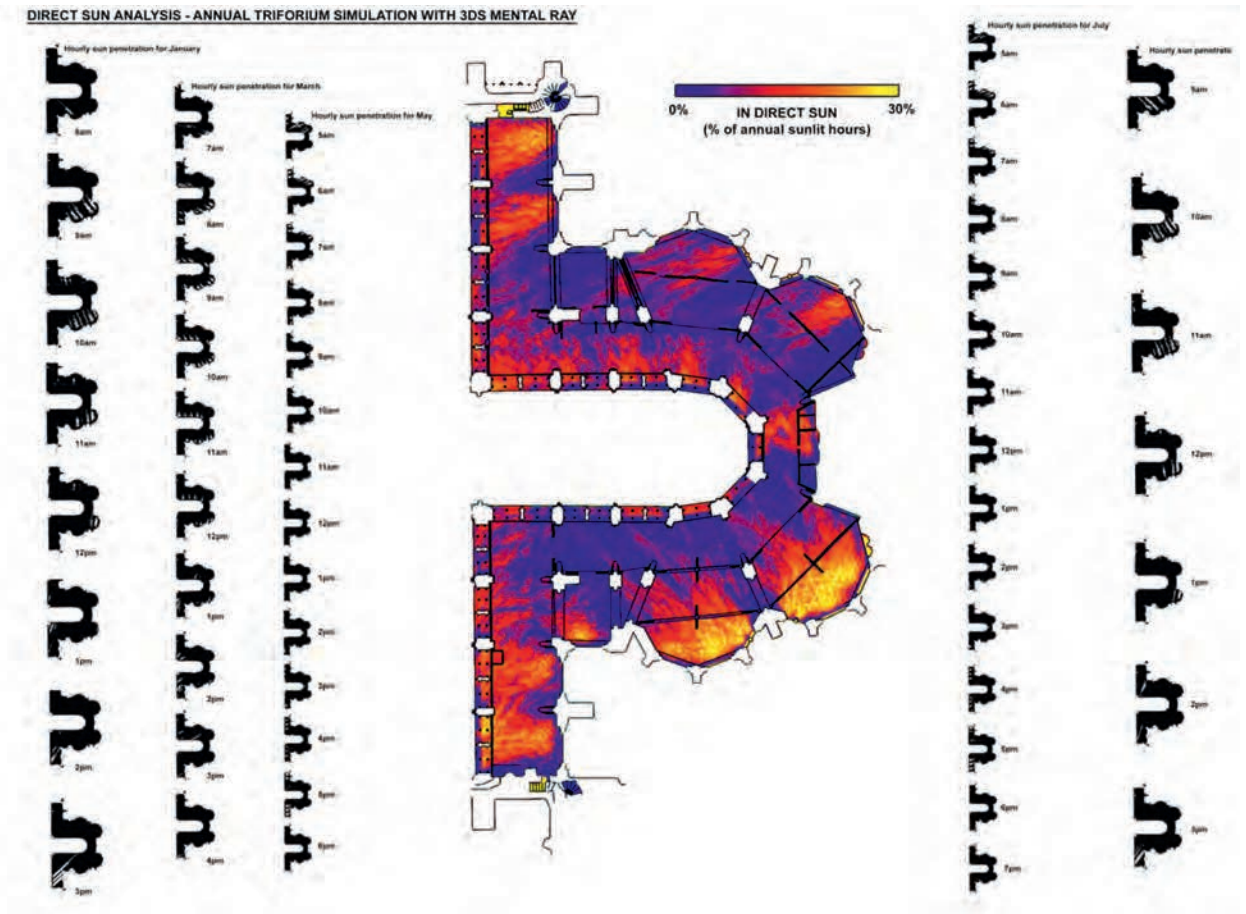 DIRECT SUN ANALYSIS - ANNUAL TRIFORIUM SIMULATION WITH 3DS MENTAL RAY
Hourly sun penetration for January
8am
9am
10am
11am
12pm
1pm
2pm
3pm
Hourly sun penetration for March
7am
8am
9am
10am
11am
12pm
1pm
2pm
3pm
4pm
Hourly sun penetration for May
5am
6am
7am
8am
9am
10am
11am
12pm
1pm
2pm
3pm
4pm
5pm
6pm
0%
30%
IN DIRECT SUN
(% of annual sunlit hours)
Hourly sun penetration for July
5am
6am
7am
8am
9am
10am
11am
12pm
1pm
2pm
3pm
4pm
5pm
6pm
7pm
Hourly sun penetratio
9am
10am
11am
12pm
1pm
2pm
3pm